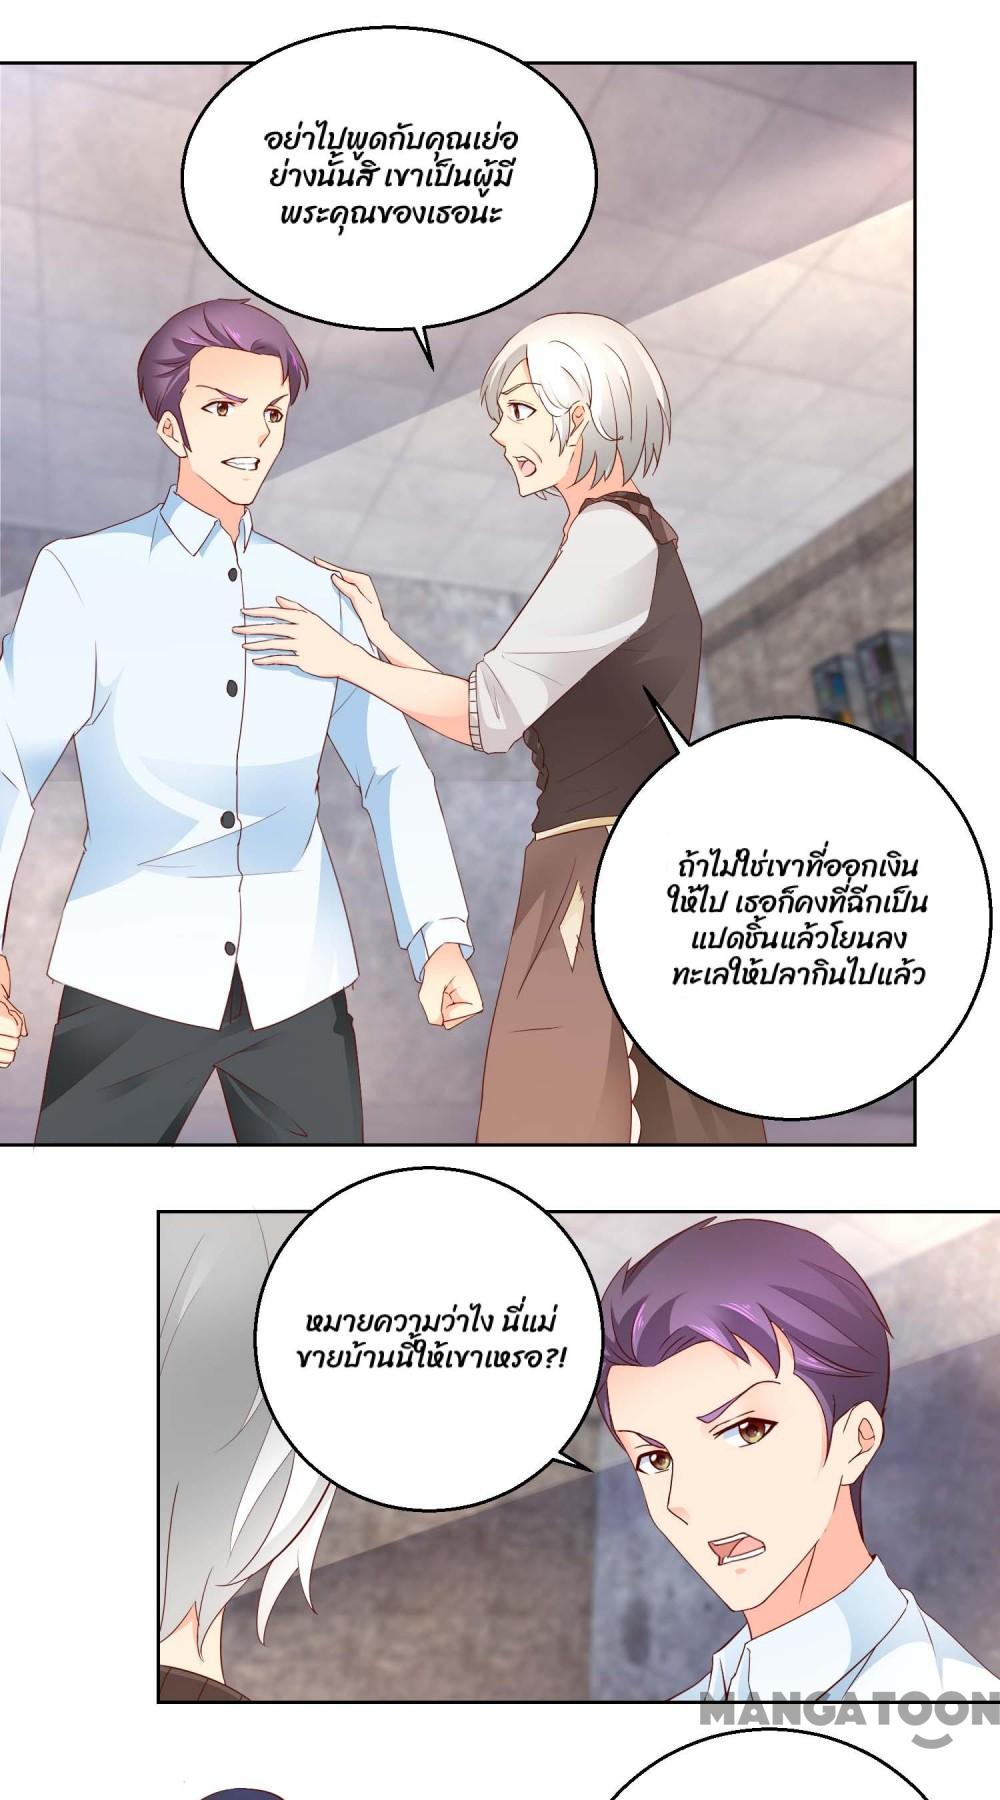 อย่าไปพูดกับคุณเย่อ
ย่างนั้นสิ เขาเป็นผู้มี
พระคุณของเธอนะ
ถ้าไม่ใช่เขาที่ออกเงิน
ให้ไป เธอก็คงที่ฉีกเป็น
แปดชิ้นแล้วโยนลง
ทะเลให้ปลากินไปแล้ว
หมายความว่าไง นี่แม่
ขายบ้านนี้ให้เขาเหรอ?!
MANGATOON